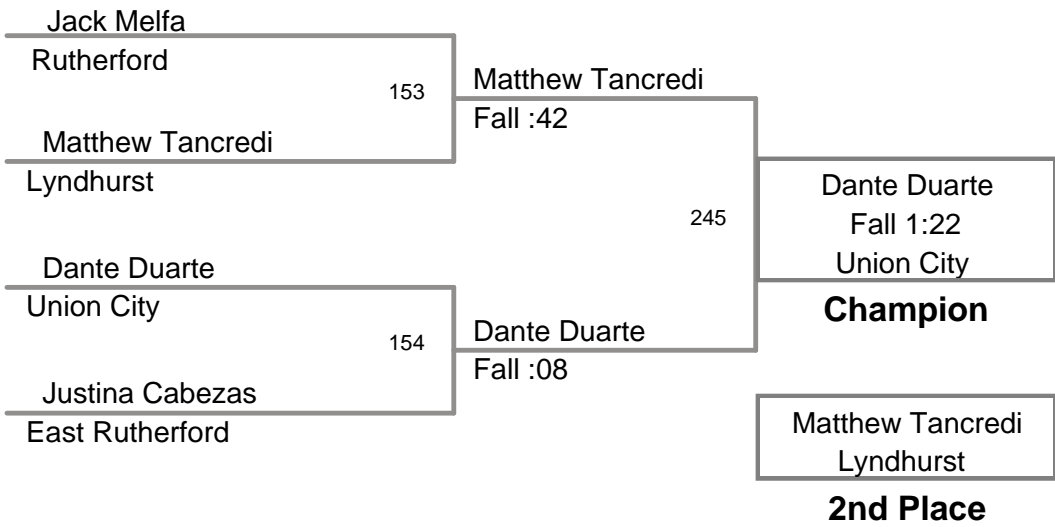 Jack Melfa
Rutherford
153
Matthew Tancredi
Fall :42
Matthew Tancredi
Lyndhurst
245
Dante Duarte
Fall 1:22
Union City
Champion
Dante Duarte
Union City
154
Dante Duarte
Fall :08
Justina Cabezas
East Rutherford
Matthew Tancredi
Lyndhurst
2nd Place